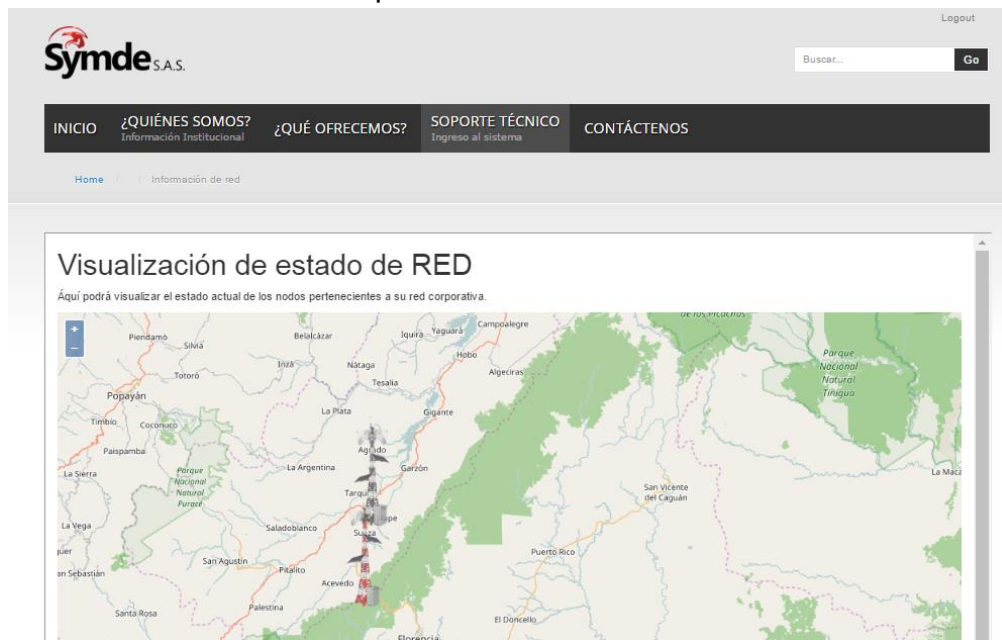 Logout
Symde S.A.S.
Buscar... Go
INICIO ¿QUIÉNES SOMOS? ¿QUÉ OFRECEMOS? SOPORTE TÉCNICO CONTÁCTENOS
Información Institucional Ingreso al sistema
Home / / Información de red
Visualización de estado de RED
Áquí podrá visualizar el estado actual de los nodos pertenecientes a su red corporativa.
+
−
Piendamó
Silvia
Belalcázar
Iquira
Yaguará
Campoalegre
de los Picachos
Totoró
Inzá
Nátaga
Hobo
Tesalia
Algeciras
Parque
Nacional
Natural
Tinigua
Popayán
Timbío
Coconuco
La Plata
Gigante
Paispamba
La Sierra
Parque
Nacional
Natural
Puracé
La Argentina
Garzón
San Vicente
del Caguán
La Vega
Saladoblanco
Suaza
San Agustín
Pitalito
Acevedo
Puerto Rico
Santa Rosa
Palestina
El Doncello
Florencia